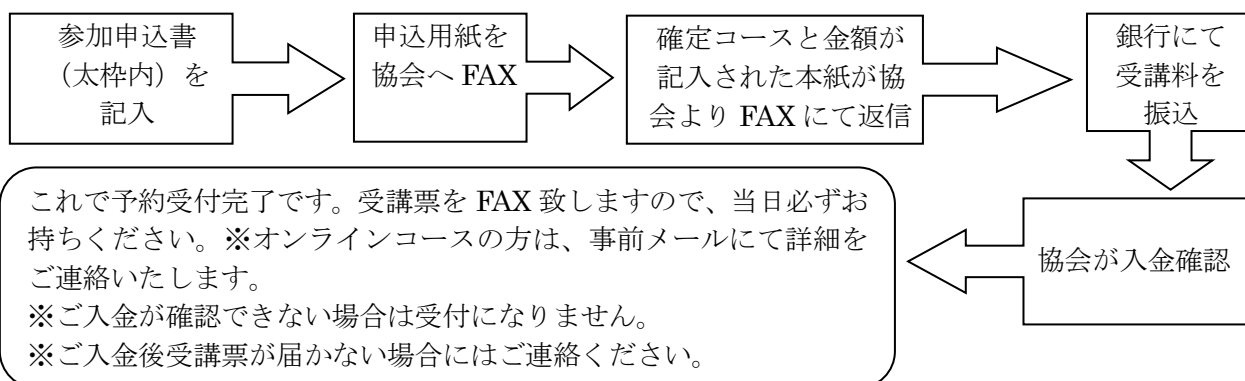 参加申込書
（太枠内）を
記入
申込用紙を
協会へ FAX
確定コースと金額が
記入された本紙が協
会より FAX にて返信
銀行にて
受講料を
振込
協会が入金確認
これで予約受付完了です。受講票を FAX 致しますので、当日必ずお
持ちください。※オンラインコースの方は、事前メールにて詳細を
ご連絡いたします。
※ご入金が確認できない場合は受付になりません。
※ご入金後受講票が届かない場合にはご連絡ください。